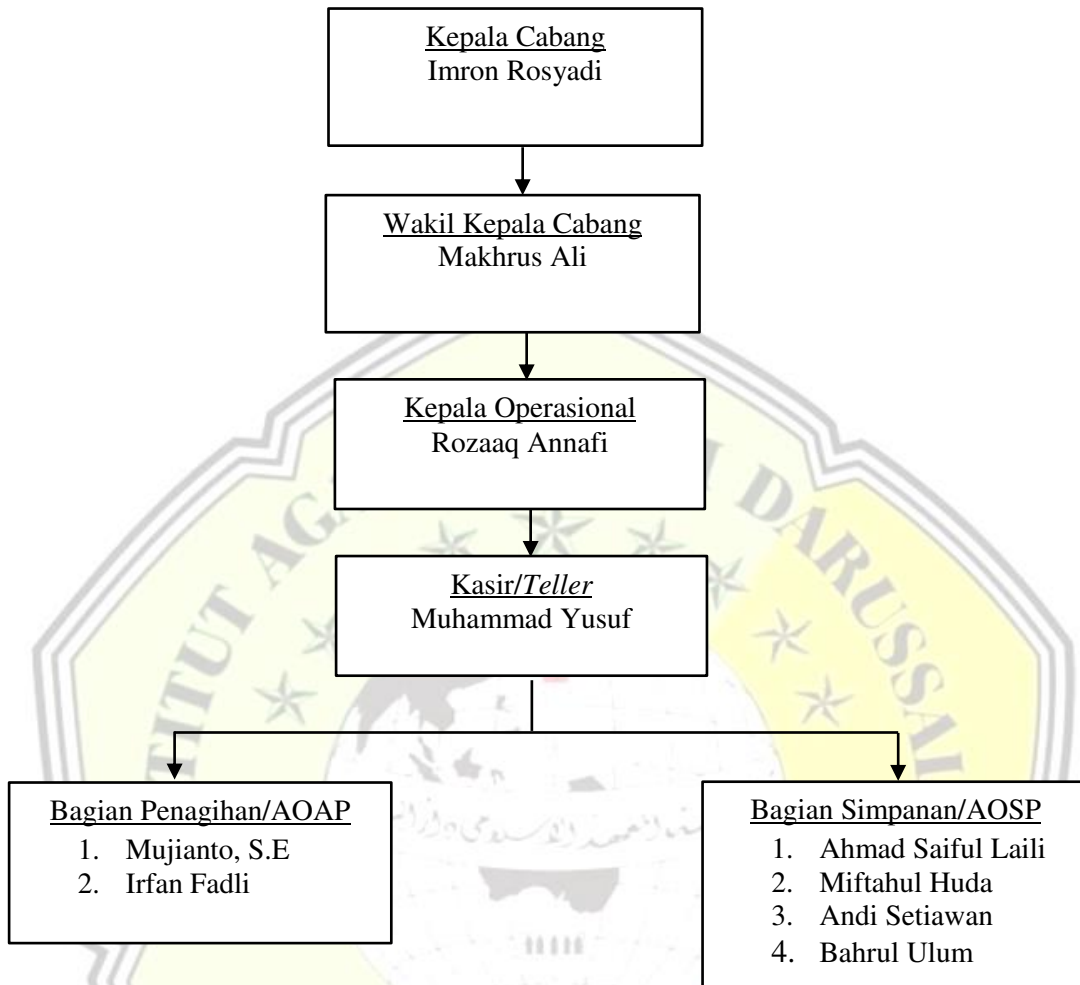 Kepala Cabang
Imron Rosyadi
Wakil Kepala Cabang
Makhrus Ali
Kepala Operasional
Rozaaq Annafi
Kasir/Teller
Muhammad Yusuf
Bagian Penagihan/AOAP
1. Mujianto, S.E
2. Irfan Fadli
Bagian Simpanan/AOSP
1. Ahmad Saiful Laili
2. Miftahul Huda
3. Andi Setiawan
4. Bahrul Ulum